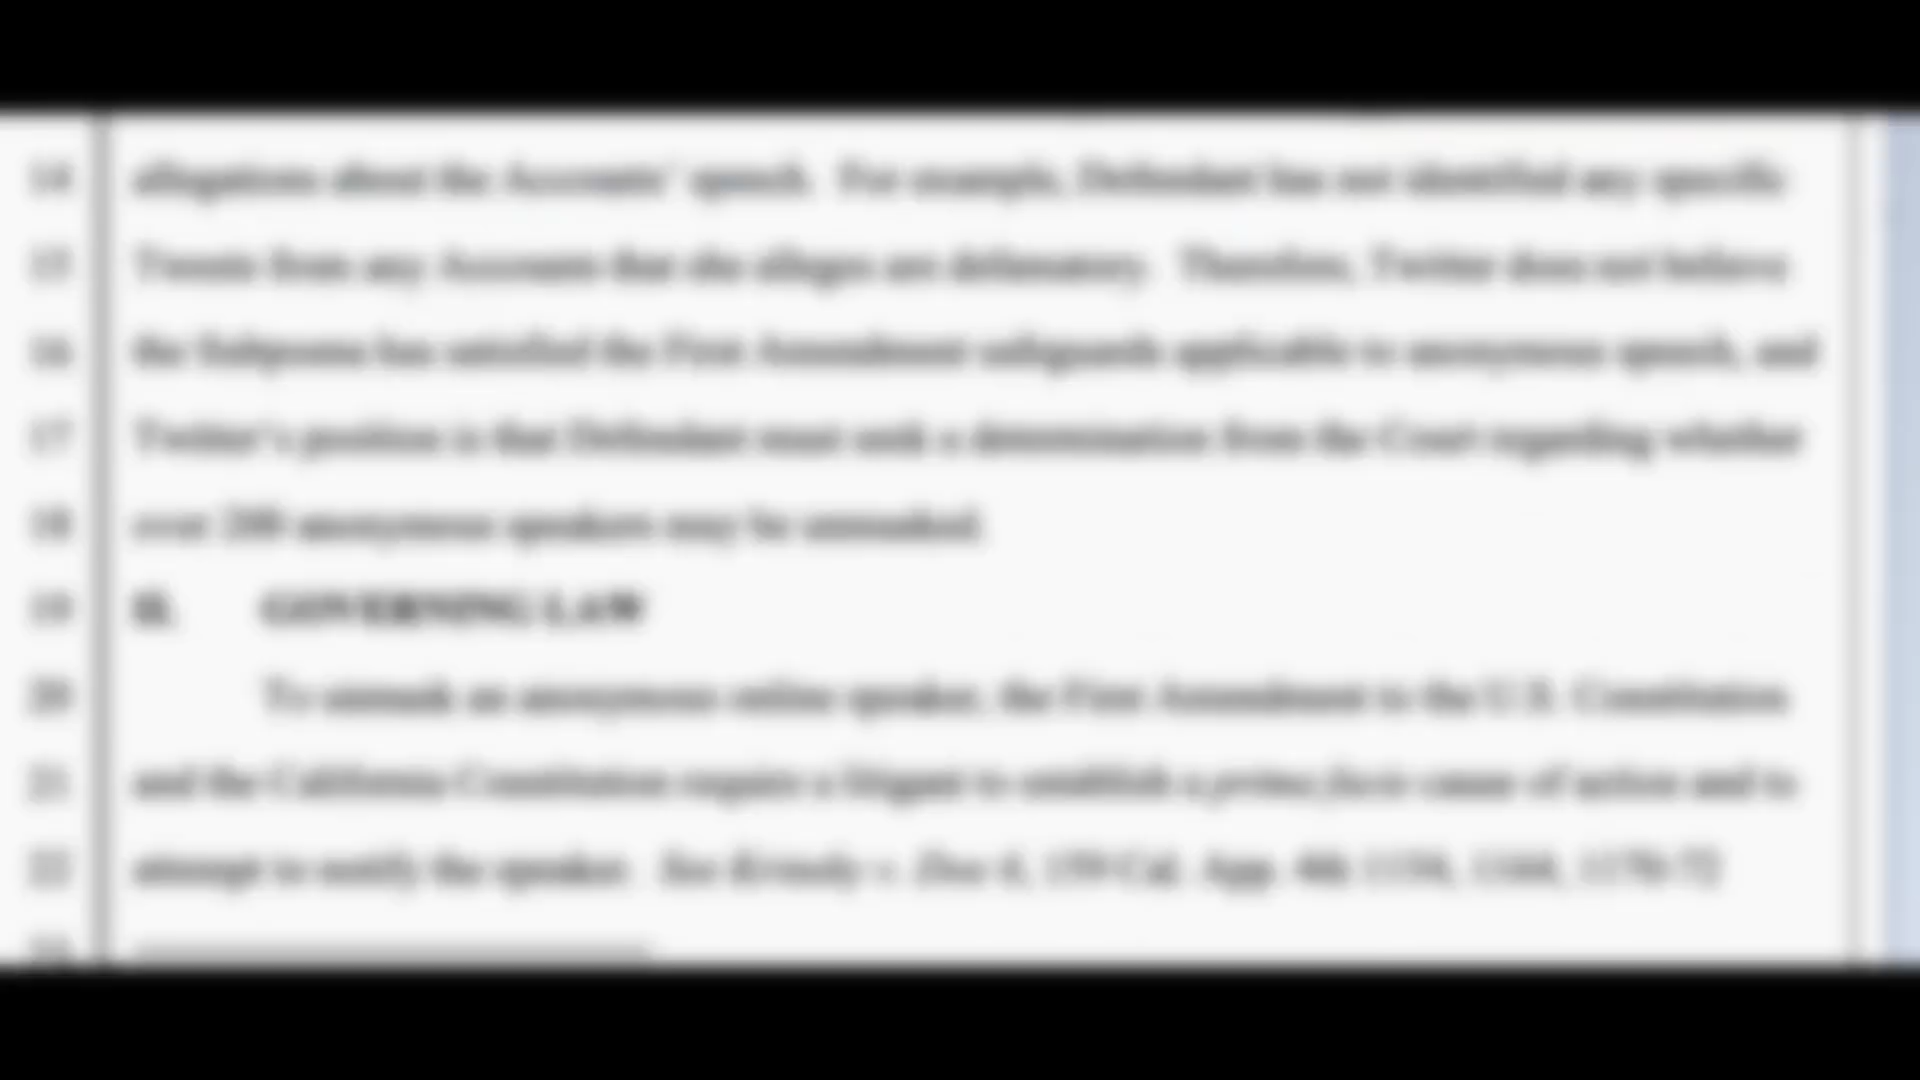 14 allegations about the Accounts' speech. For example, Defendant has not identified any specific
15 Tweets from any Accounts that she alleges are defamatory. Therefore, Twitter does not believe
16 the Subpoena has satisfied the First Amendment safeguards applicable to anonymous speech, and
17 Twitter's position is that Defendant must seek a determination from the Court regarding whether
18 over 200 anonymous speakers may be unmasked.
19 II. GOVERNING LAW
20 To unmask an anonymous online speaker, the First Amendment to the U.S. Constitution
21 and the California Constitution require a litigant to establish a prima facie cause of action and to
22 attempt to notify the speaker. See Krinsky v. Doe 6, 159 Cal. App. 4th 1154, 1164, 1170-72